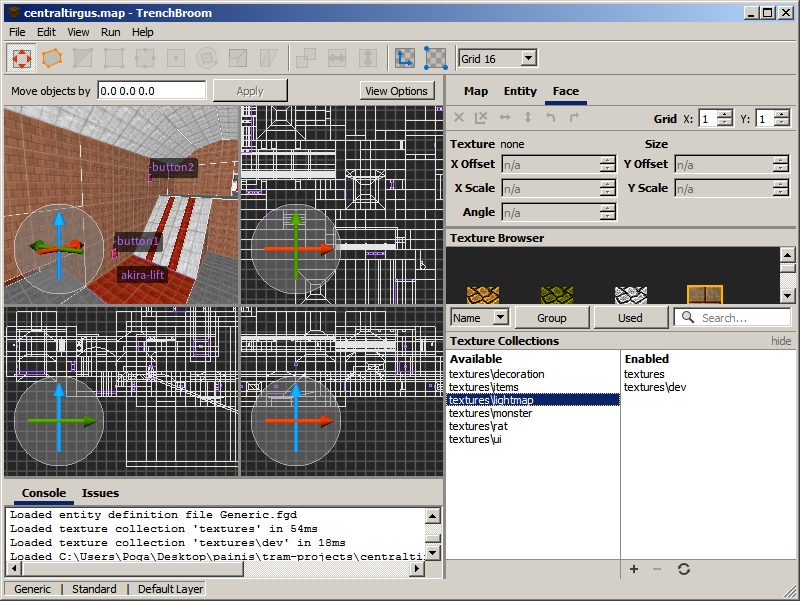 centraltirgus.map - TrenchBroom
File Edit View Run Help
Grid 16
Move objects by 0.0 0.0 0.0 Apply View Options
Map Entity Face
Grid X: 1 Y: 1
Texture none Size
X Offset n/a Y Offset n/a
X Scale n/a Y Scale n/a
Angle n/a
button2
button1
akira-lift
Texture Browser
Name Group Used Search...
Texture Collections hide
Available Enabled
textures\decoration textures
textures\items textures\dev
textures\lightmap
textures\monster
textures\rat
textures\ui
Console Issues
Loaded entity definition file Generic.fgd
Loaded texture collection 'textures' in 54ms
Loaded texture collection 'textures\dev' in 18ms
Loaded C:\Users\Poga\Desktop\painis\tram-projects\centralti
Generic Standard Default Layer